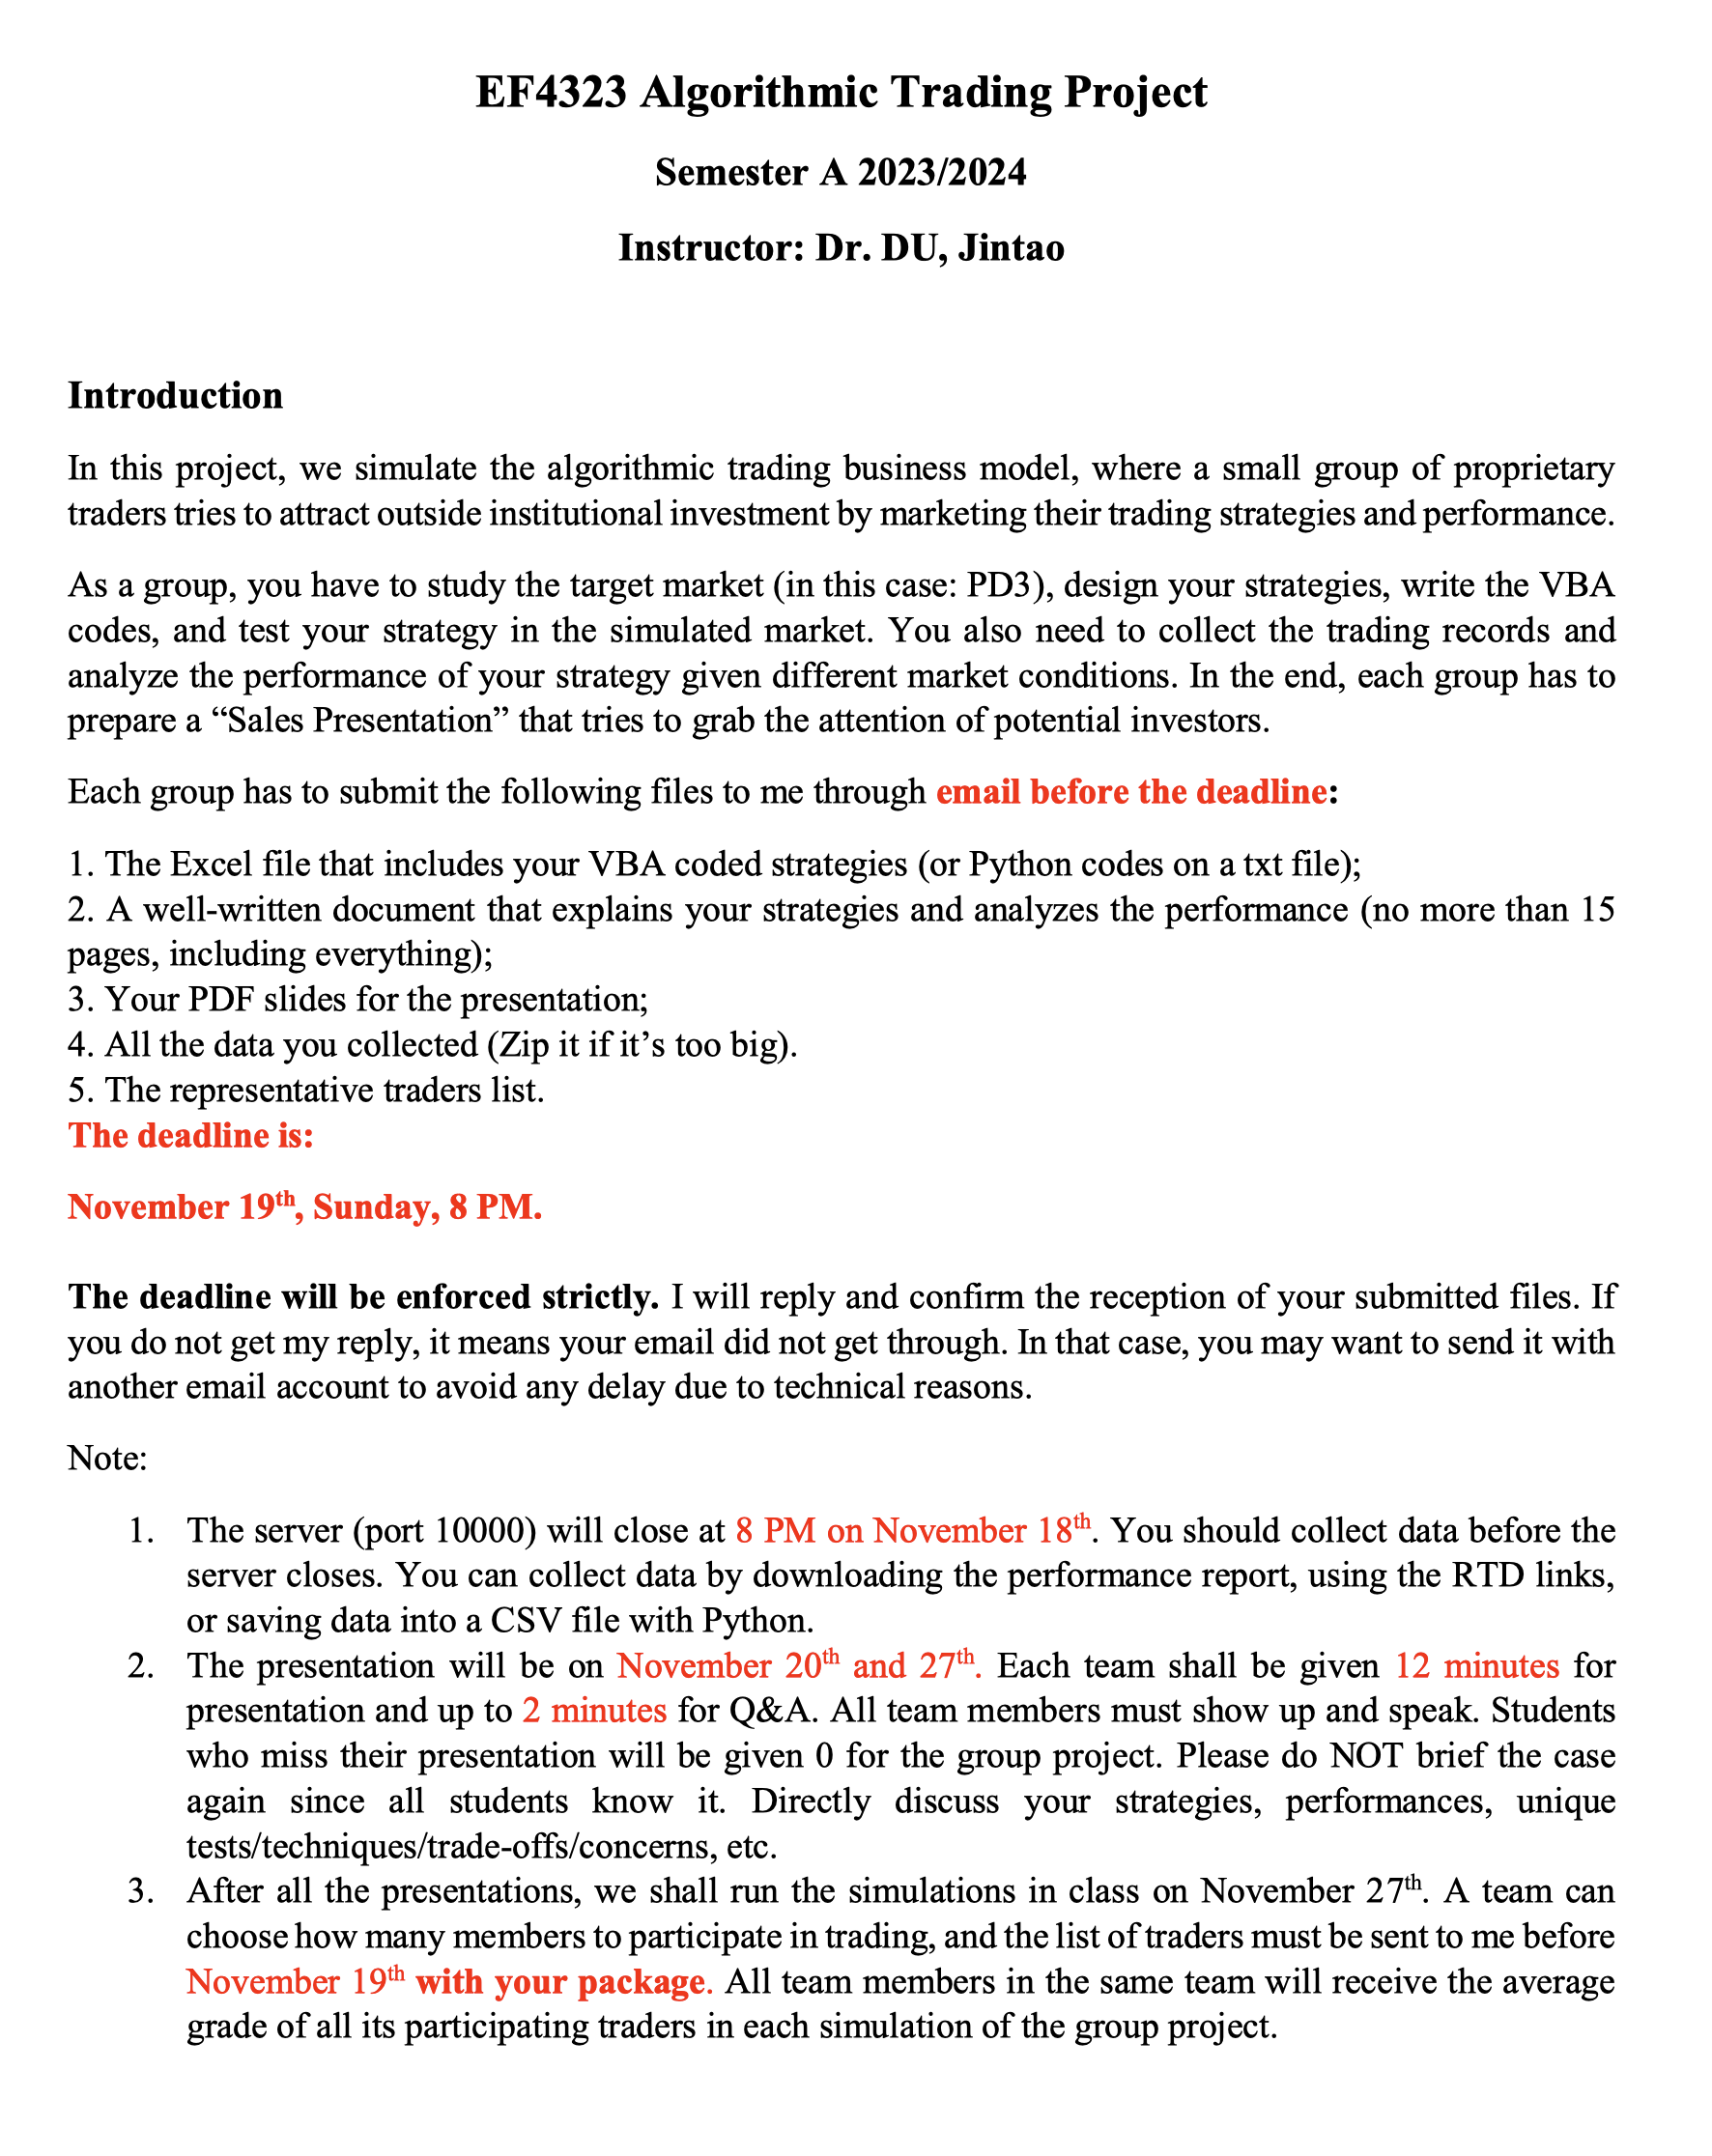 EF4323 Algorithmic Trading Project
Semester A 2023/2024
Instructor: Dr. DU, Jintao
Introduction
In this project, we simulate the algorithmic trading business model, where a small group of proprietary
traders tries to attract outside institutional investment by marketing their trading strategies and performance.
As a group, you have to study the target market (in this case: PD3), design your strategies, write the VBA
codes, and test your strategy in the simulated market. You also need to collect the trading records and
analyze the performance of your strategy given different market conditions. In the end, each group has to
prepare a “Sales Presentation” that tries to grab the attention of potential investors.
Each group has to submit the following files to me through email before the deadline:
1. The Excel file that includes your VBA coded strategies (or Python codes on a txt file);
2. A well-written document that explains your strategies and analyzes the performance (no more than 15
pages, including everything);
3. Your PDF slides for the presentation;
4. All the data you collected (Zip it if it’s too big).
5. The representative traders list.
The deadline is:
November 19th, Sunday, 8 PM.
The deadline will be enforced strictly. I will reply and confirm the reception of your submitted files. If
you do not get my reply, it means your email did not get through. In that case, you may want to send it with
another email account to avoid any delay due to technical reasons.
Note:
1. The server (port 10000) will close at 8 PM on November 18th. You should collect data before the
server closes. You can collect data by downloading the performance report, using the RTD links,
or saving data into a CSV file with Python.
2. The presentation will be on November 20th and 27th. Each team shall be given 12 minutes for
presentation and up to 2 minutes for Q&A. All team members must show up and speak. Students
who miss their presentation will be given 0 for the group project. Please do NOT brief the case
again since all students know it. Directly discuss your strategies, performances, unique
tests/techniques/trade-offs/concerns, etc.
3. After all the presentations, we shall run the simulations in class on November 27th. A team can
choose how many members to participate in trading, and the list of traders must be sent to me before
November 19th with your package. All team members in the same team will receive the average
grade of all its participating traders in each simulation of the group project.